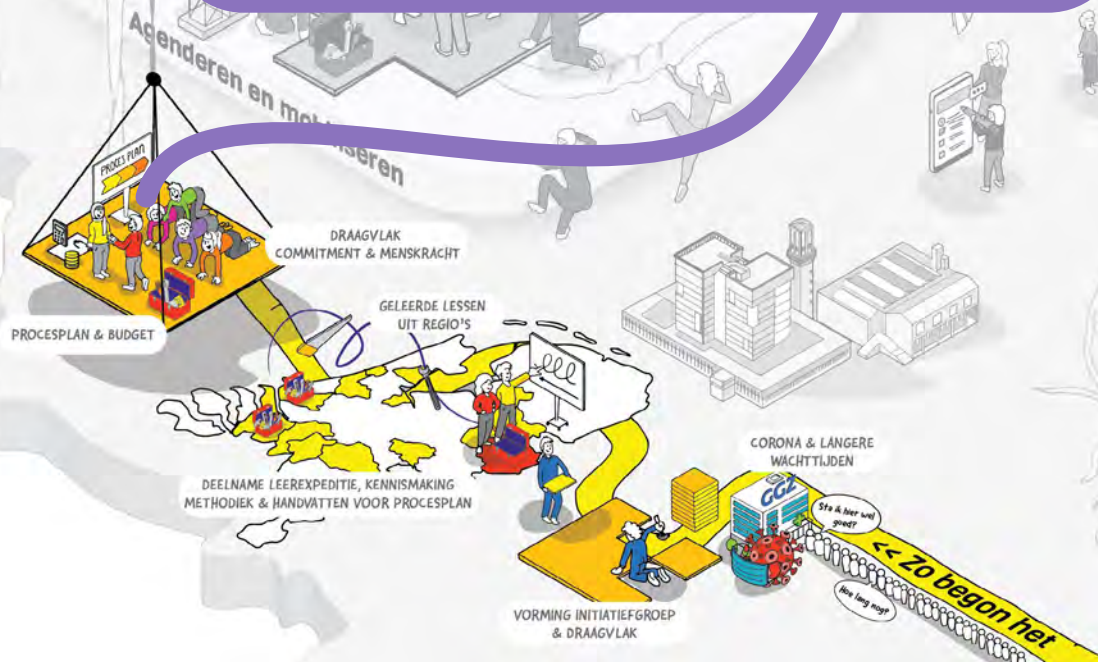 Agenderen en mobiliseren
PROCES PLAN
DRAAGVLAK
COMMITMENT & MENSKRACHT
PROCESPLAN & BUDGET
GELEERDE LESSEN
UIT REGIO'S
DEELNAME LEEREXPEDITIE, KENNISMAKING
METHODIEK & HANDVATTEN VOOR PROCESPLAN
CORONA & LANGERE
WACHTTIJDEN
GGZ
Sta ik hier wel
goed?
<< Zo begon het
Hoe lang nog?
VORMING INITIATIEFGROEP
& DRAAGVLAK